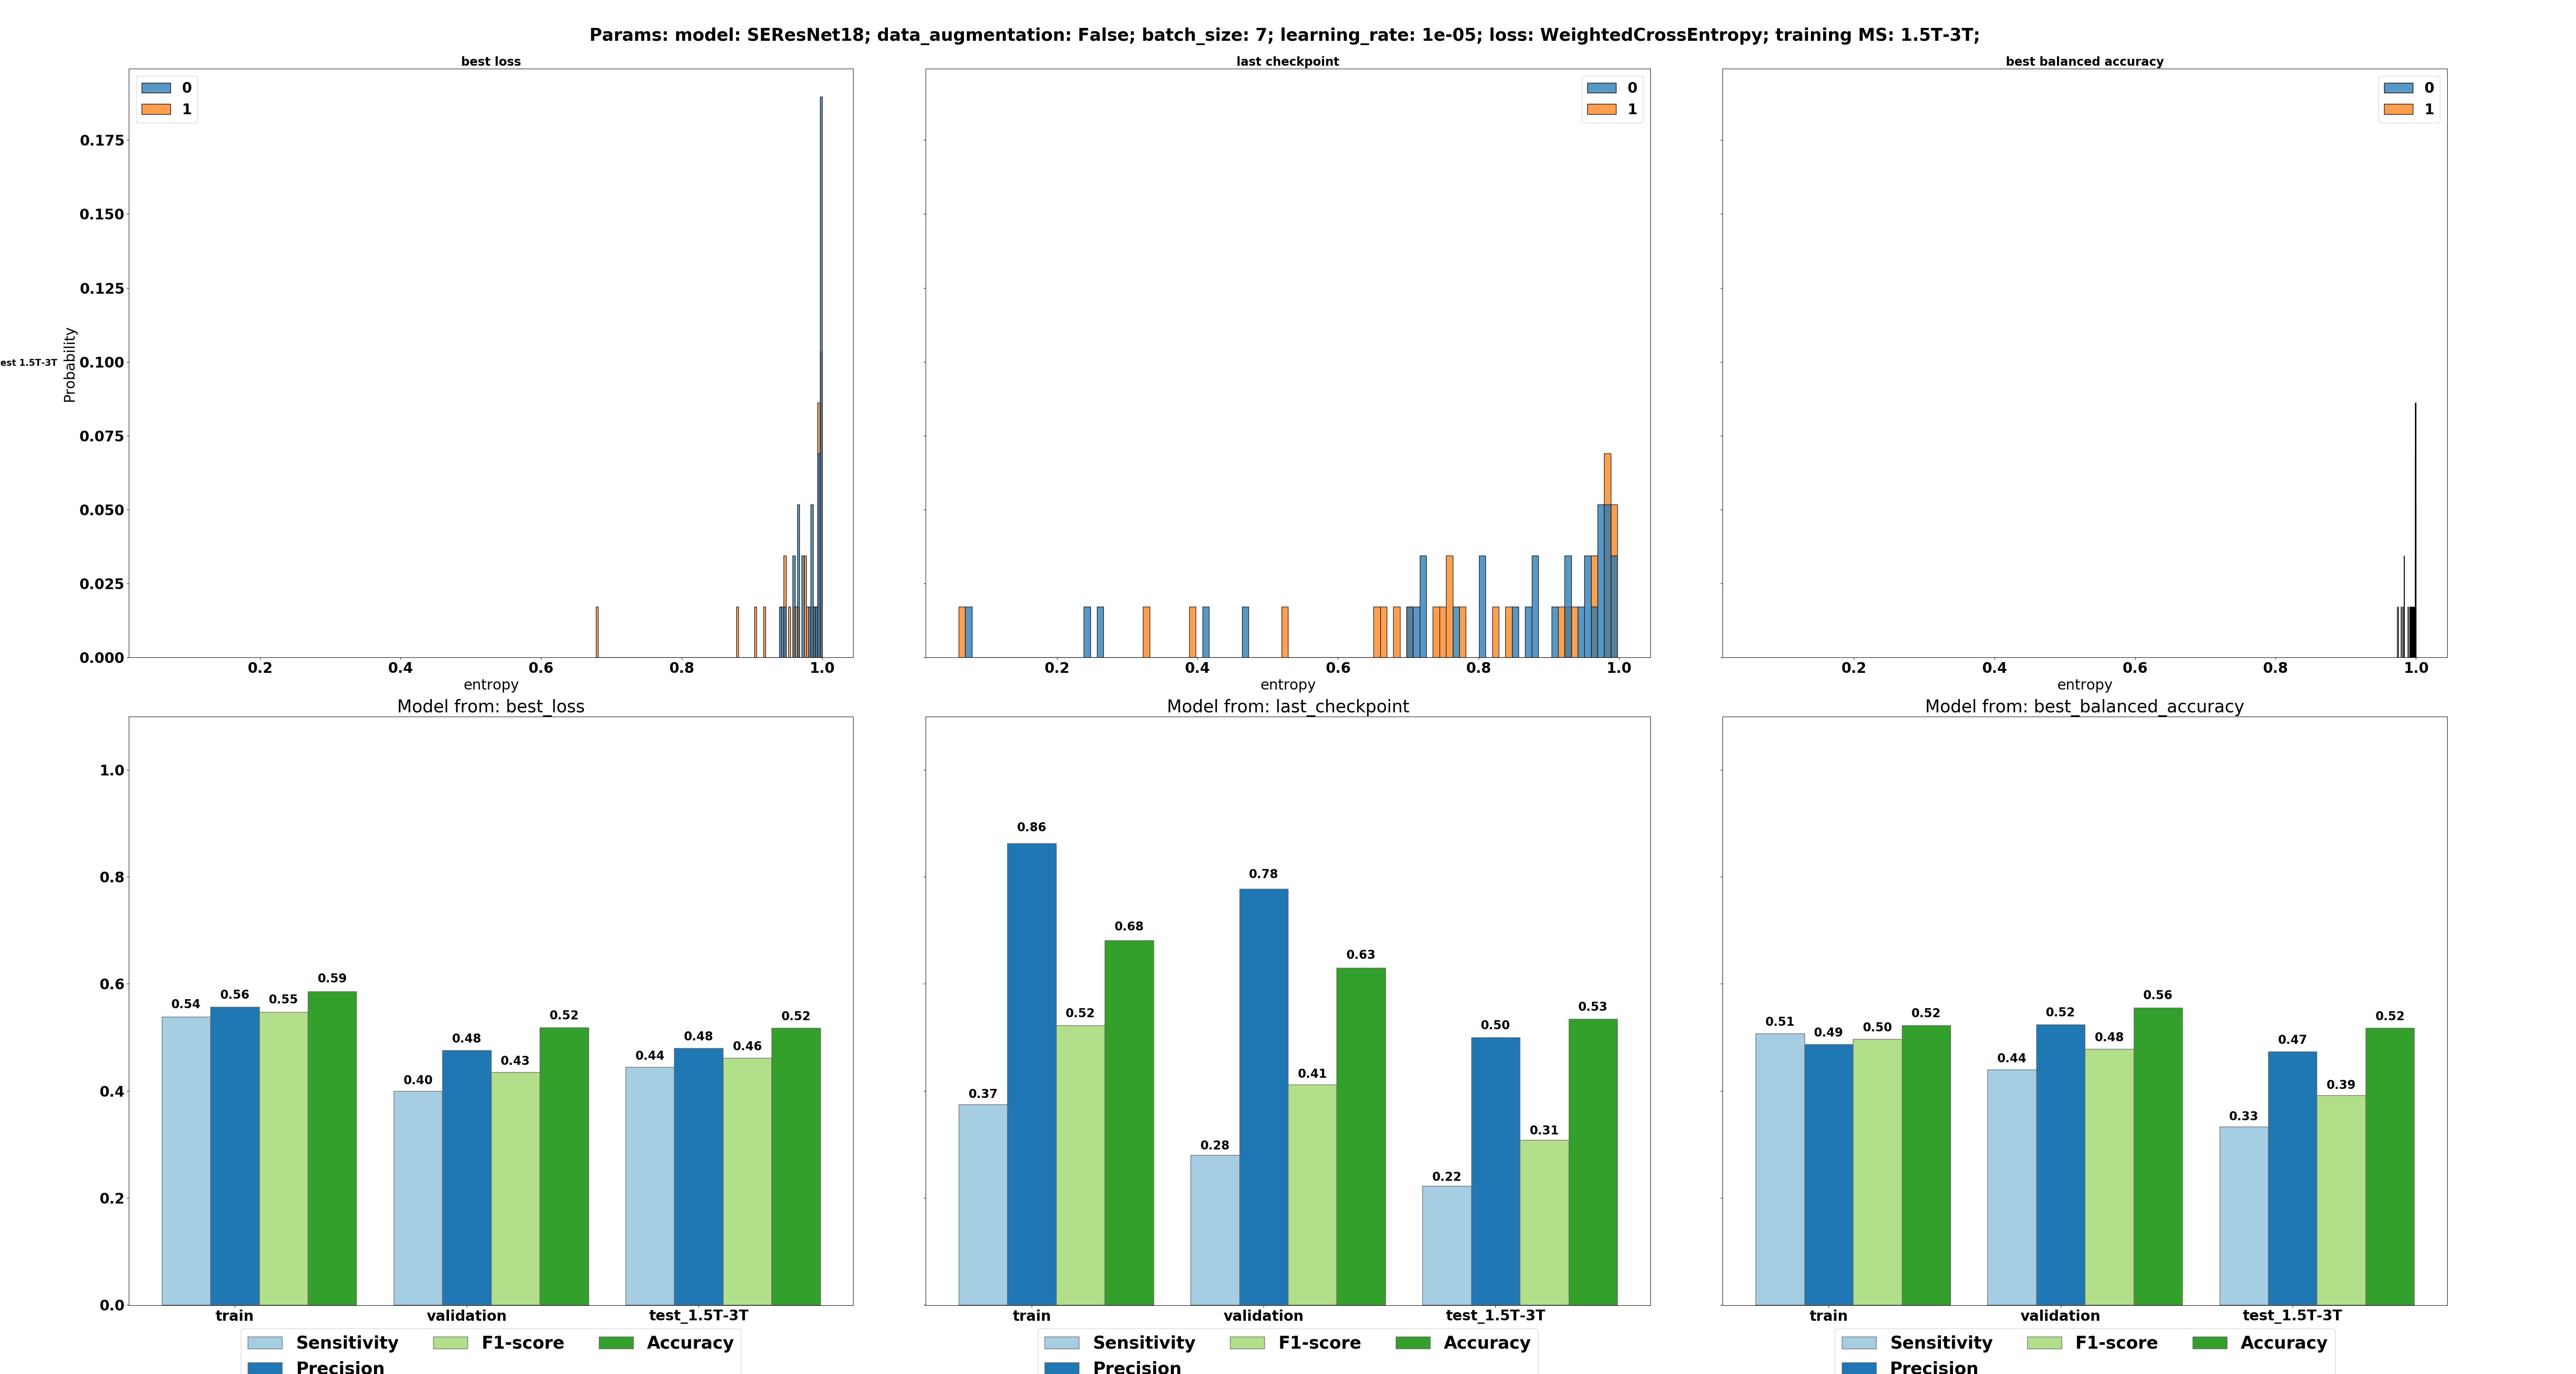 Params: model: SEResNet18; data_augmentation: False; batch_size: 7; learning_rate: 1e-05; loss: WeightedCrossEntropy; training MS: 1.5T-3T;
best loss
0
1
0.175
0.150
0.125
0.100
0.075
0.050
0.025
0.000
est 1.5T-3T
Probability
0.2 0.4 0.6 0.8 1.0
entropy
last checkpoint
0
1
0.2 0.4 0.6 0.8 1.0
entropy
best balanced accuracy
0
1
0.2 0.4 0.6 0.8 1.0
entropy
Model from: best_loss
1.0
0.8
0.6
0.4
0.2
0.0
0.54 0.56 0.55 0.59
0.40 0.48 0.43 0.52
0.44 0.48 0.46 0.52
train validation test_1.5T-3T
Sensitivity F1-score Accuracy
Precision
Model from: last_checkpoint
0.37 0.86 0.52 0.68
0.28 0.78 0.41 0.63
0.22 0.50 0.31 0.53
train validation test_1.5T-3T
Sensitivity F1-score Accuracy
Precision
Model from: best_balanced_accuracy
0.51 0.49 0.50 0.52
0.44 0.52 0.48 0.56
0.33 0.47 0.39 0.52
train validation test_1.5T-3T
Sensitivity F1-score Accuracy
Precision